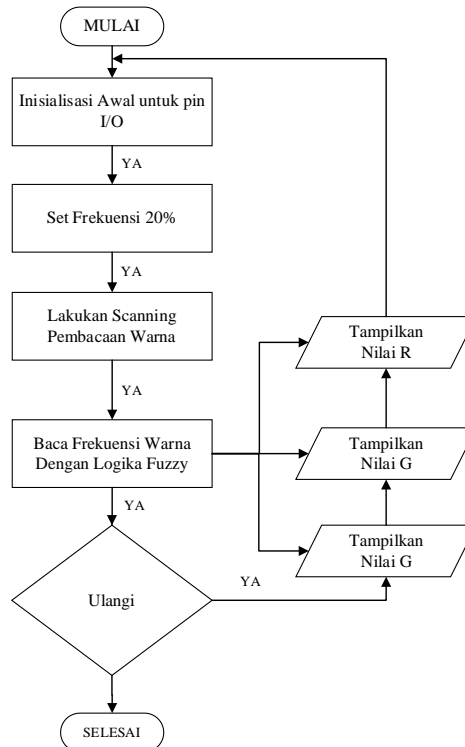 MULAI
Inisialisasi Awal untuk pin
I/O
YA
Set Frekuensi 20%
YA
Lakukan Scanning
Pembacaan Warna
YA
Baca Frekuensi Warna
Dengan Logika Fuzzy
YA
Ulangi
YA
SELESAI
Tampilkan
Nilai R
Tampilkan
Nilai G
Tampilkan
Nilai G